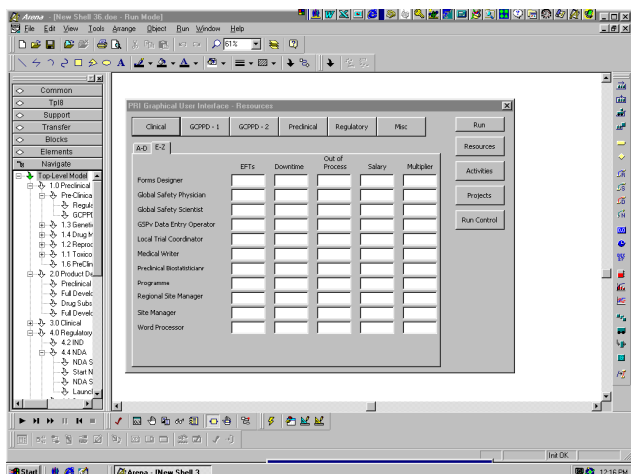 Arena - [New Shell 36.doe - Run Mode]
File Edit View Tools Arrange Object Run Window Help
61%
Common
Tpl8
Support
Transfer
Blocks
Elements
Navigate
Top-Level Model
1.0 Preclinical
Pre-Clinica
Regula
GCPPD
1.3 Geneti
1.4 Drug M
1.2 Reproc
1.1 Toxico
1.6 PreClin
2.0 Product De
Preclinical
Full Develo
Drug Subs
Full Develo
3.0 Clinical
4.0 Regulatory
4.2 IND
4.4 NDA
NDA S
Start N
NDA S
Launcl
PRI Graphical User Interface - Resources
Clinical GCPPD - 1 GCPPD - 2 Preclinical Regulatory Misc
A-D E-Z
EFTs Downtime Out of Process Salary Multiplier
Forms Designer
Global Safety Physician
Global Safety Scientist
GSPv Data Entry Operator
Local Trial Coordinator
Medical Writer
Preclinical Biostatisticianr
Programme
Regional Site Manager
Site Manager
Word Processor
Run
Resources
Activities
Projects
Run Control
Init OK
Start
Arena - [New Shell 3...
12:16 PM